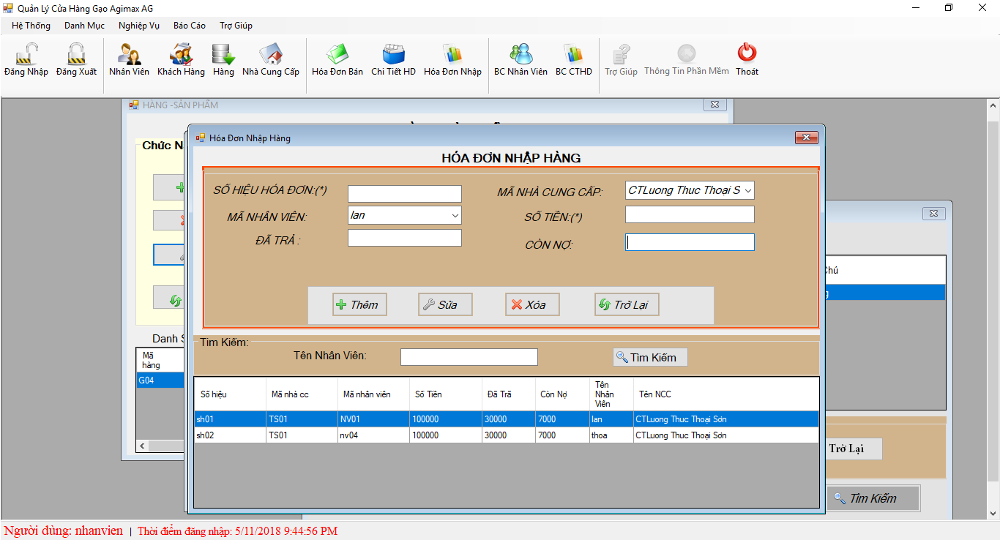 Quản Lý Cửa Hàng Gạo Agimax AG
Hệ Thống Danh Mục Nghiệp Vụ Báo Cáo Trợ Giúp
Đăng Nhập Đăng Xuất Nhân Viên Khách Hàng Hàng Nhà Cung Cấp Hóa Đơn Bán Chi Tiết HD Hóa Đơn Nhập BC Nhân Viên BC CTHD Trợ Giúp Thông Tin Phần Mềm Thoát
HÀNG -SẢN PHẨM
Chức N
Hóa Đơn Nhập Hàng
HÓA ĐƠN NHẬP HÀNG
SỐ HIỆU HÓA ĐƠN:(*) MÃ NHÀ CUNG CẤP: CTLuong Thuc Thoại S
MÃ NHÂN VIÊN: lan SỐ TIỀN:(*)
ĐÃ TRẢ : CÒN NỢ:
Thêm Sửa Xóa Trở Lại
Danh S
Mã
hàng
G04
Tìm Kiếm:
Tên Nhân Viên: Tìm Kiếm
Số hiệu Mã nhà cc Mã nhân viên Số Tiền Đã Trã Còn Nợ Tên Nhân Viên Tên NCC
sh01 TS01 NV01 100000 30000 7000 lan CTLuong Thuc Thoại Sơn
sh02 TS01 nv04 100000 30000 7000 thoa CTLuong Thuc Thoại Sơn
Chú
Trở Lại
Tìm Kiếm
Người dùng: nhanvien | Thời điểm đăng nhập: 5/11/2018 9:44:56 PM